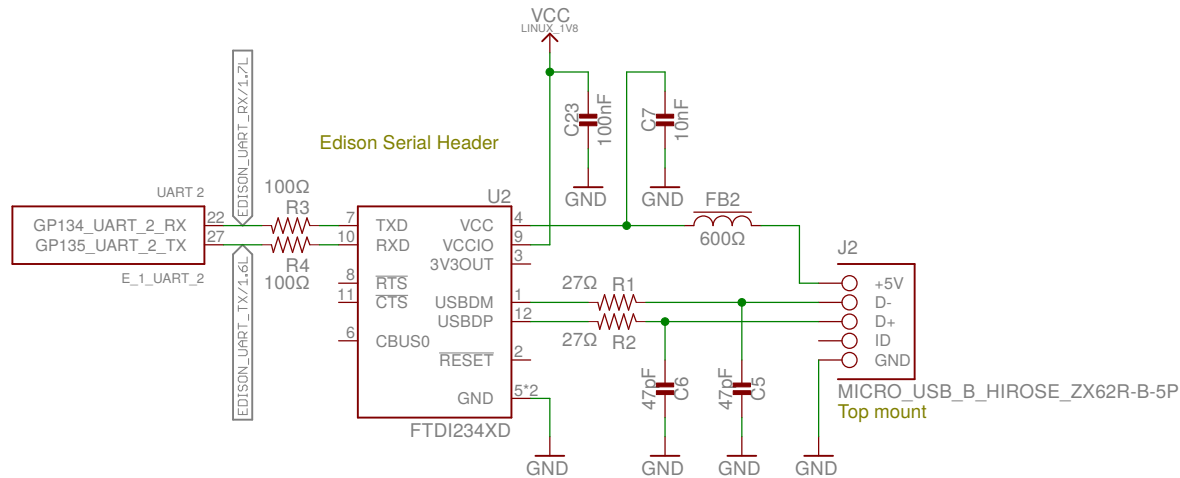 VCC
LINUX_1V8
EDISON_UART_RX/1.7L
C23
100nF
C7
10nF
Edison Serial Header
GND
GND
UART 2
100Ω
R3
U2
FB2
600Ω
GP134_UART_2_RX
22
7
TXD
VCC
4
GP135_UART_2_TX
27
10
RXD
VCCIO
9
3V3OUT
3
J2
E_1_UART_2
R4
100Ω
8
RTS
11
CTS
USBDM
1
27Ω
R1
+5V
D-
USBDP
12
27Ω
R2
D+
6
CBUS0
ID
RESET
2
GND
EDISON_UART_TX/1.6L
47pF
C6
47pF
C5
GND
5*2
MICRO_USB_B_HIROSE_ZX62R-B-5P
Top mount
FTDI234XD
GND
GND
GND
GND